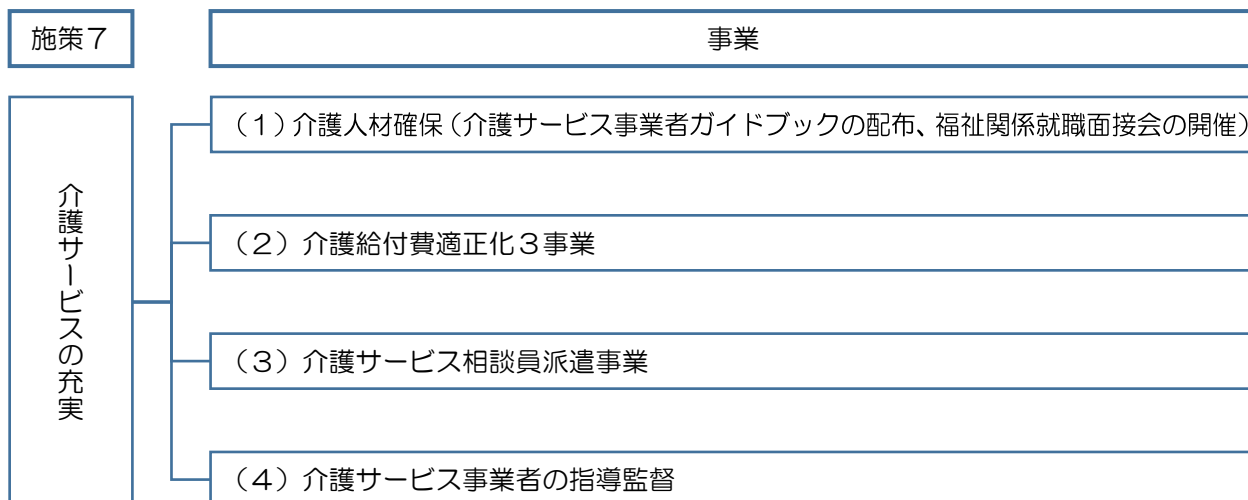 施策７
事業
介護サービスの充実
（１）介護人材確保（介護サービス事業者ガイドブックの配布、福祉関係就職面接会の開催）
（２）介護給付費適正化３事業
（３）介護サービス相談員派遣事業
（４）介護サービス事業者の指導監督